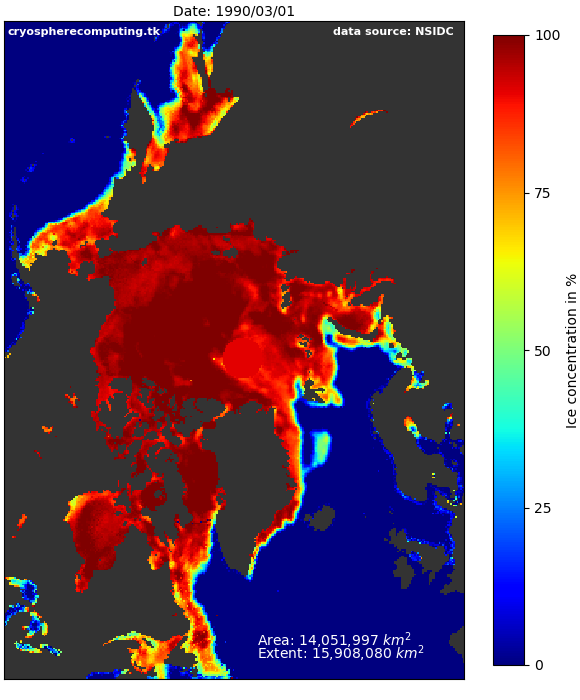 Date: 1990/03/01
cryospherecomputing.tk
data source: NSIDC
100
75
50
25
0
Ice concentration in %
Area: 14,051,997 km²
Extent: 15,908,080 km²